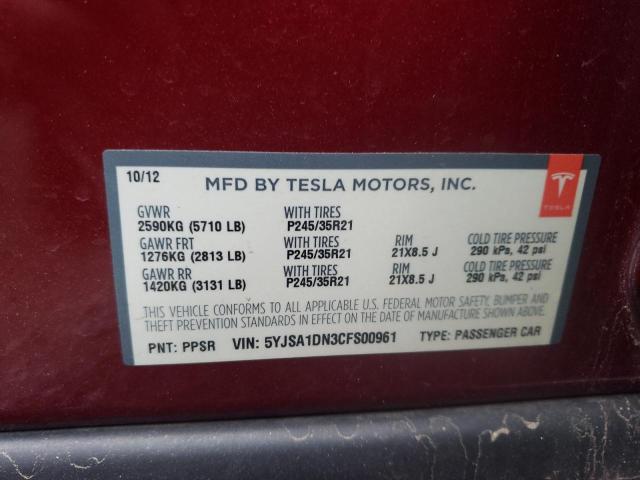 10/12
MFD BY TESLA MOTORS, INC.
TESLA
GVWR WITH TIRES
2590KG (5710 LB) P245/35R21
GAWR FRT WITH TIRES RIM COLD TIRE PRESSURE
1276KG (2813 LB) P245/35R21 21X8.5 J 290 kPs, 42 psi
GAWR RR WITH TIRES RIM COLD TIRE PRESSURE
1420KG (3131 LB) P245/35R21 21X8.5 J 290 kPs, 42 psi
THIS VEHICLE CONFORMS TO ALL APPLICABLE U.S. FEDERAL MOTOR SAFETY, BUMPER AND
THEFT PREVENTION STANDARDS IN EFFECT ON THE DATE OF MANUFACTURE SHOWN ABOVE.
PNT: PPSR VIN: 5YJSA1DN3CFS00961 TYPE: PASSENGER CAR